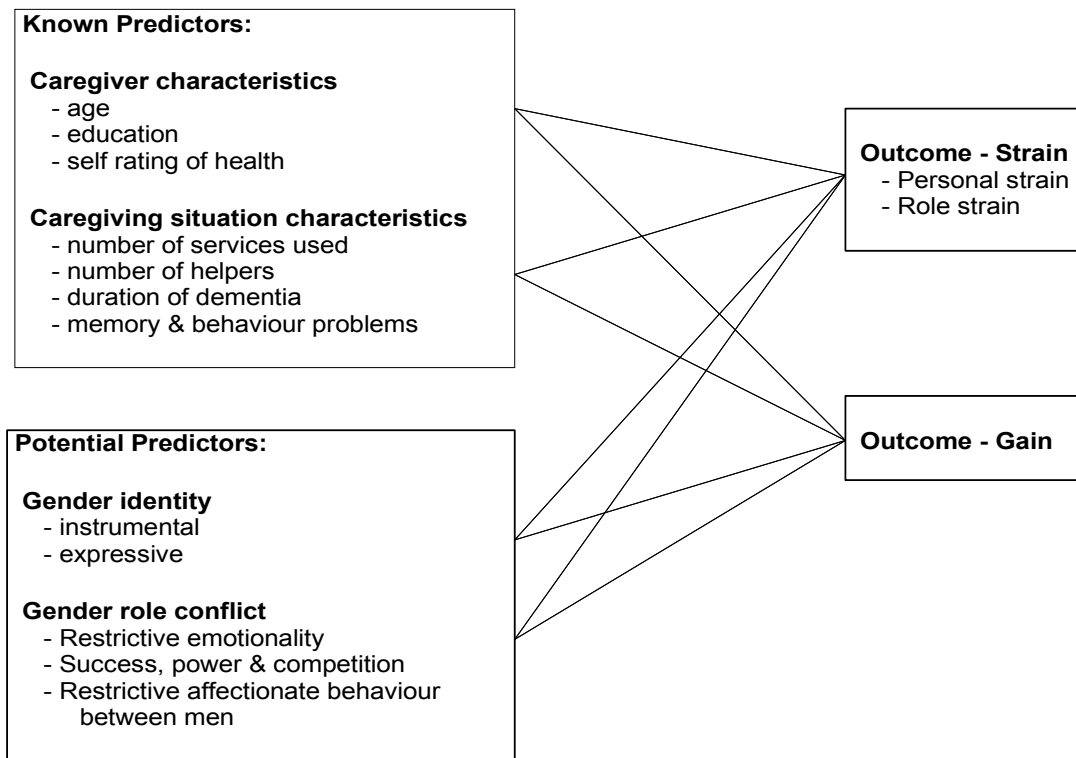 Known Predictors:
Caregiver characteristics
- age
- education
- self rating of health
Caregiving situation characteristics
- number of services used
- number of helpers
- duration of dementia
- memory & behaviour problems
Potential Predictors:
Gender identity
- instrumental
- expressive
Gender role conflict
- Restrictive emotionality
- Success, power & competition
- Restrictive affectionate behaviour
between men
Outcome - Strain
- Personal strain
- Role strain
Outcome - Gain